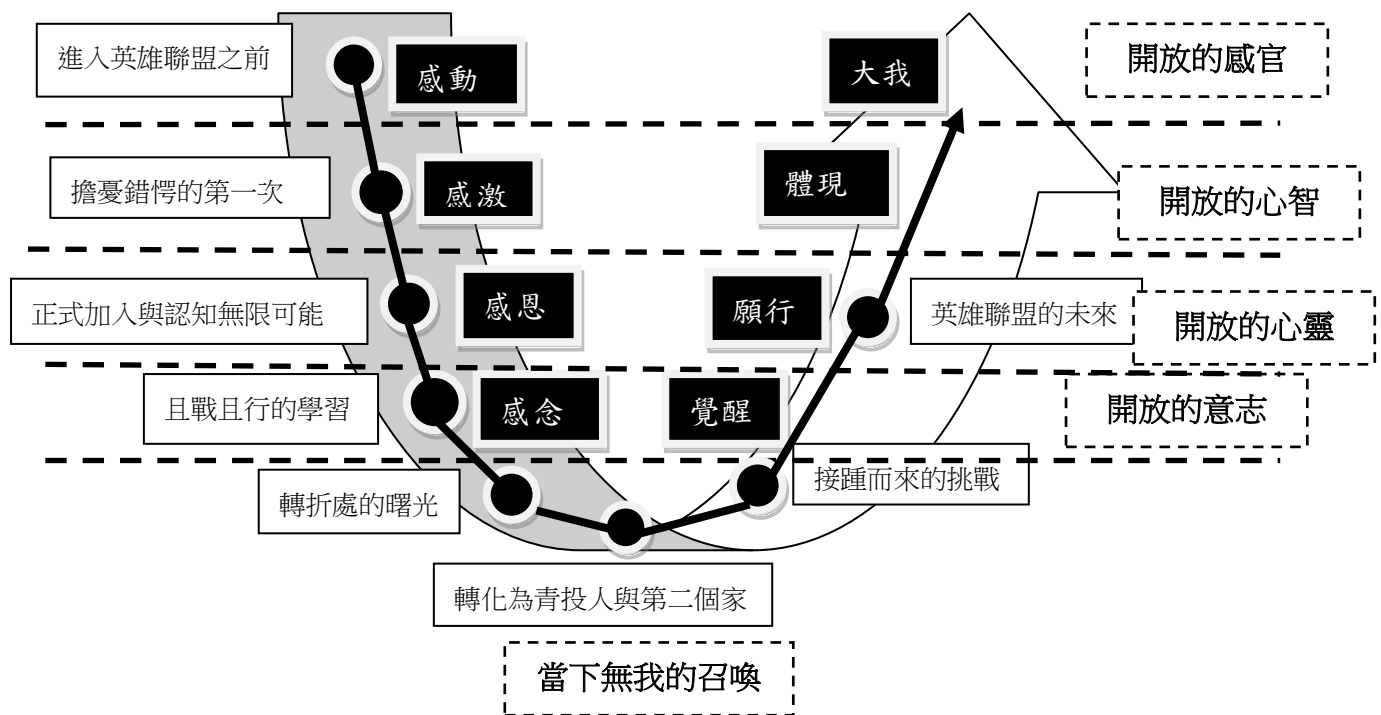 進入英雄聯盟之前
感動
大我
開放的感官
擔憂錯愕的第一次
感激
體現
開放的心智
正式加入與認知無限可能
感恩
願行
英雄聯盟的未來
開放的心靈
且戰且行的學習
感念
覺醒
開放的意志
轉折處的曙光
接踵而來的挑戰
轉化為青投人與第二個家
當下無我的召喚